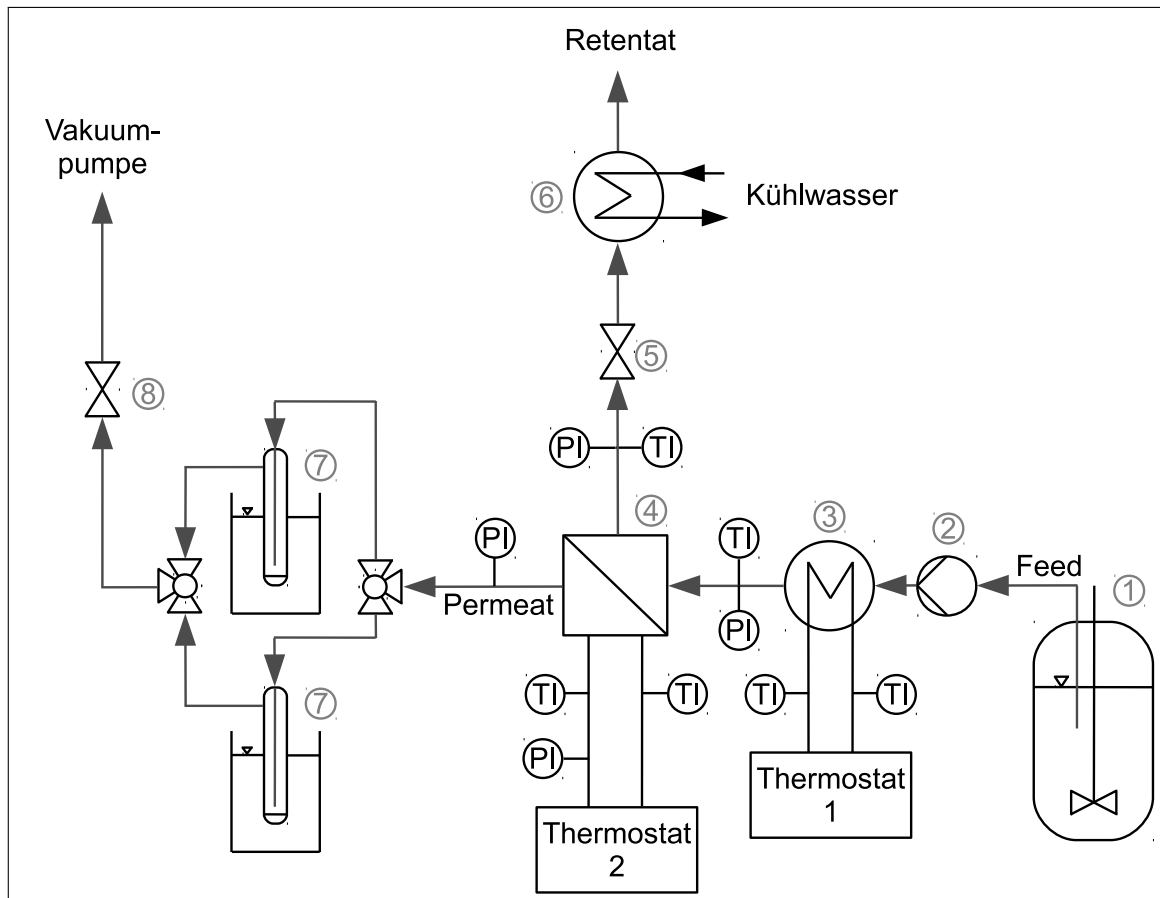 Retentat
Vakuum-
pumpe
⑥
Kühlwasser
⑤
⑧
PI
TI
⑦
④
③
②
TI
PI
Feed
①
Permeat
PI
⑦
TI
TI
TI
TI
PI
Thermostat
1
Thermostat
2